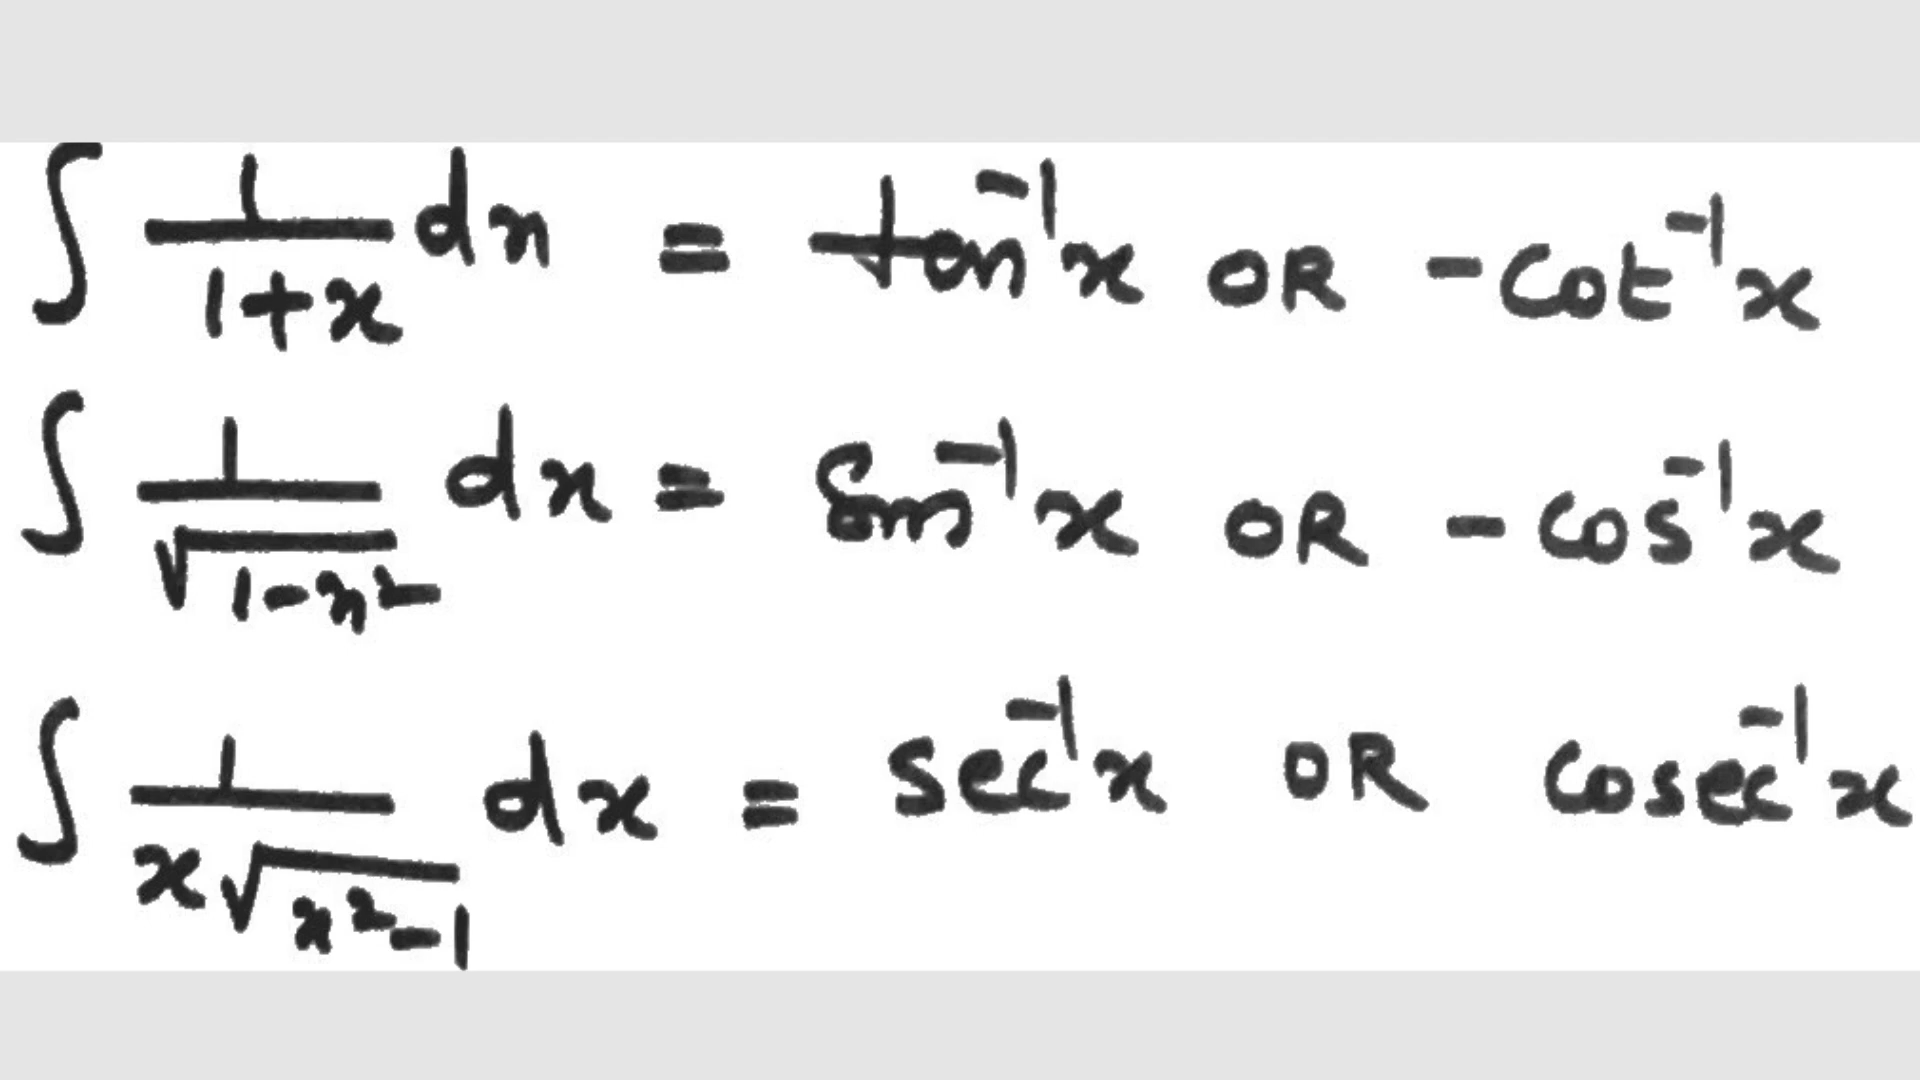 ∫ 1/(1+x) dx = tan⁻¹x OR -cot⁻¹x
∫ 1/√(1-x²) dx = Sin⁻¹x OR -cos⁻¹x
∫ 1/(x√(x²-1)) dx = sec⁻¹x OR cosec⁻¹x